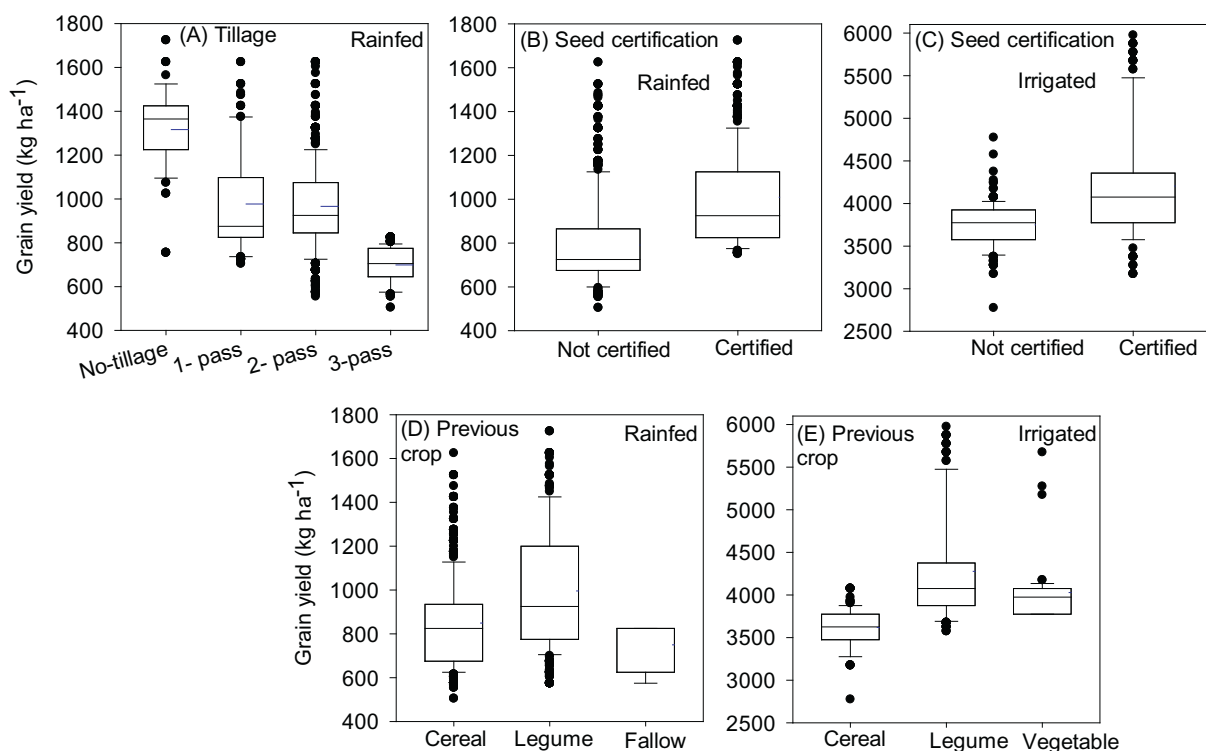 (A) Tillage Rainfed
Grain yield (kg ha⁻¹)
1800
1600
1400
1200
1000
800
600
400
No-tillage 1- pass 2- pass 3-pass
(B) Seed certification
Rainfed
1800
1600
1400
1200
1000
800
600
400
Not certified Certified
(C) Seed certification
Irrigated
6000
5500
5000
4500
4000
3500
3000
2500
Not certified Certified
(D) Previous
crop
Rainfed
Grain yield (kg ha⁻¹)
1800
1600
1400
1200
1000
800
600
400
Cereal Legume Fallow
(E) Previous
crop
Irrigated
6000
5500
5000
4500
4000
3500
3000
2500
Cereal Legume Vegetable